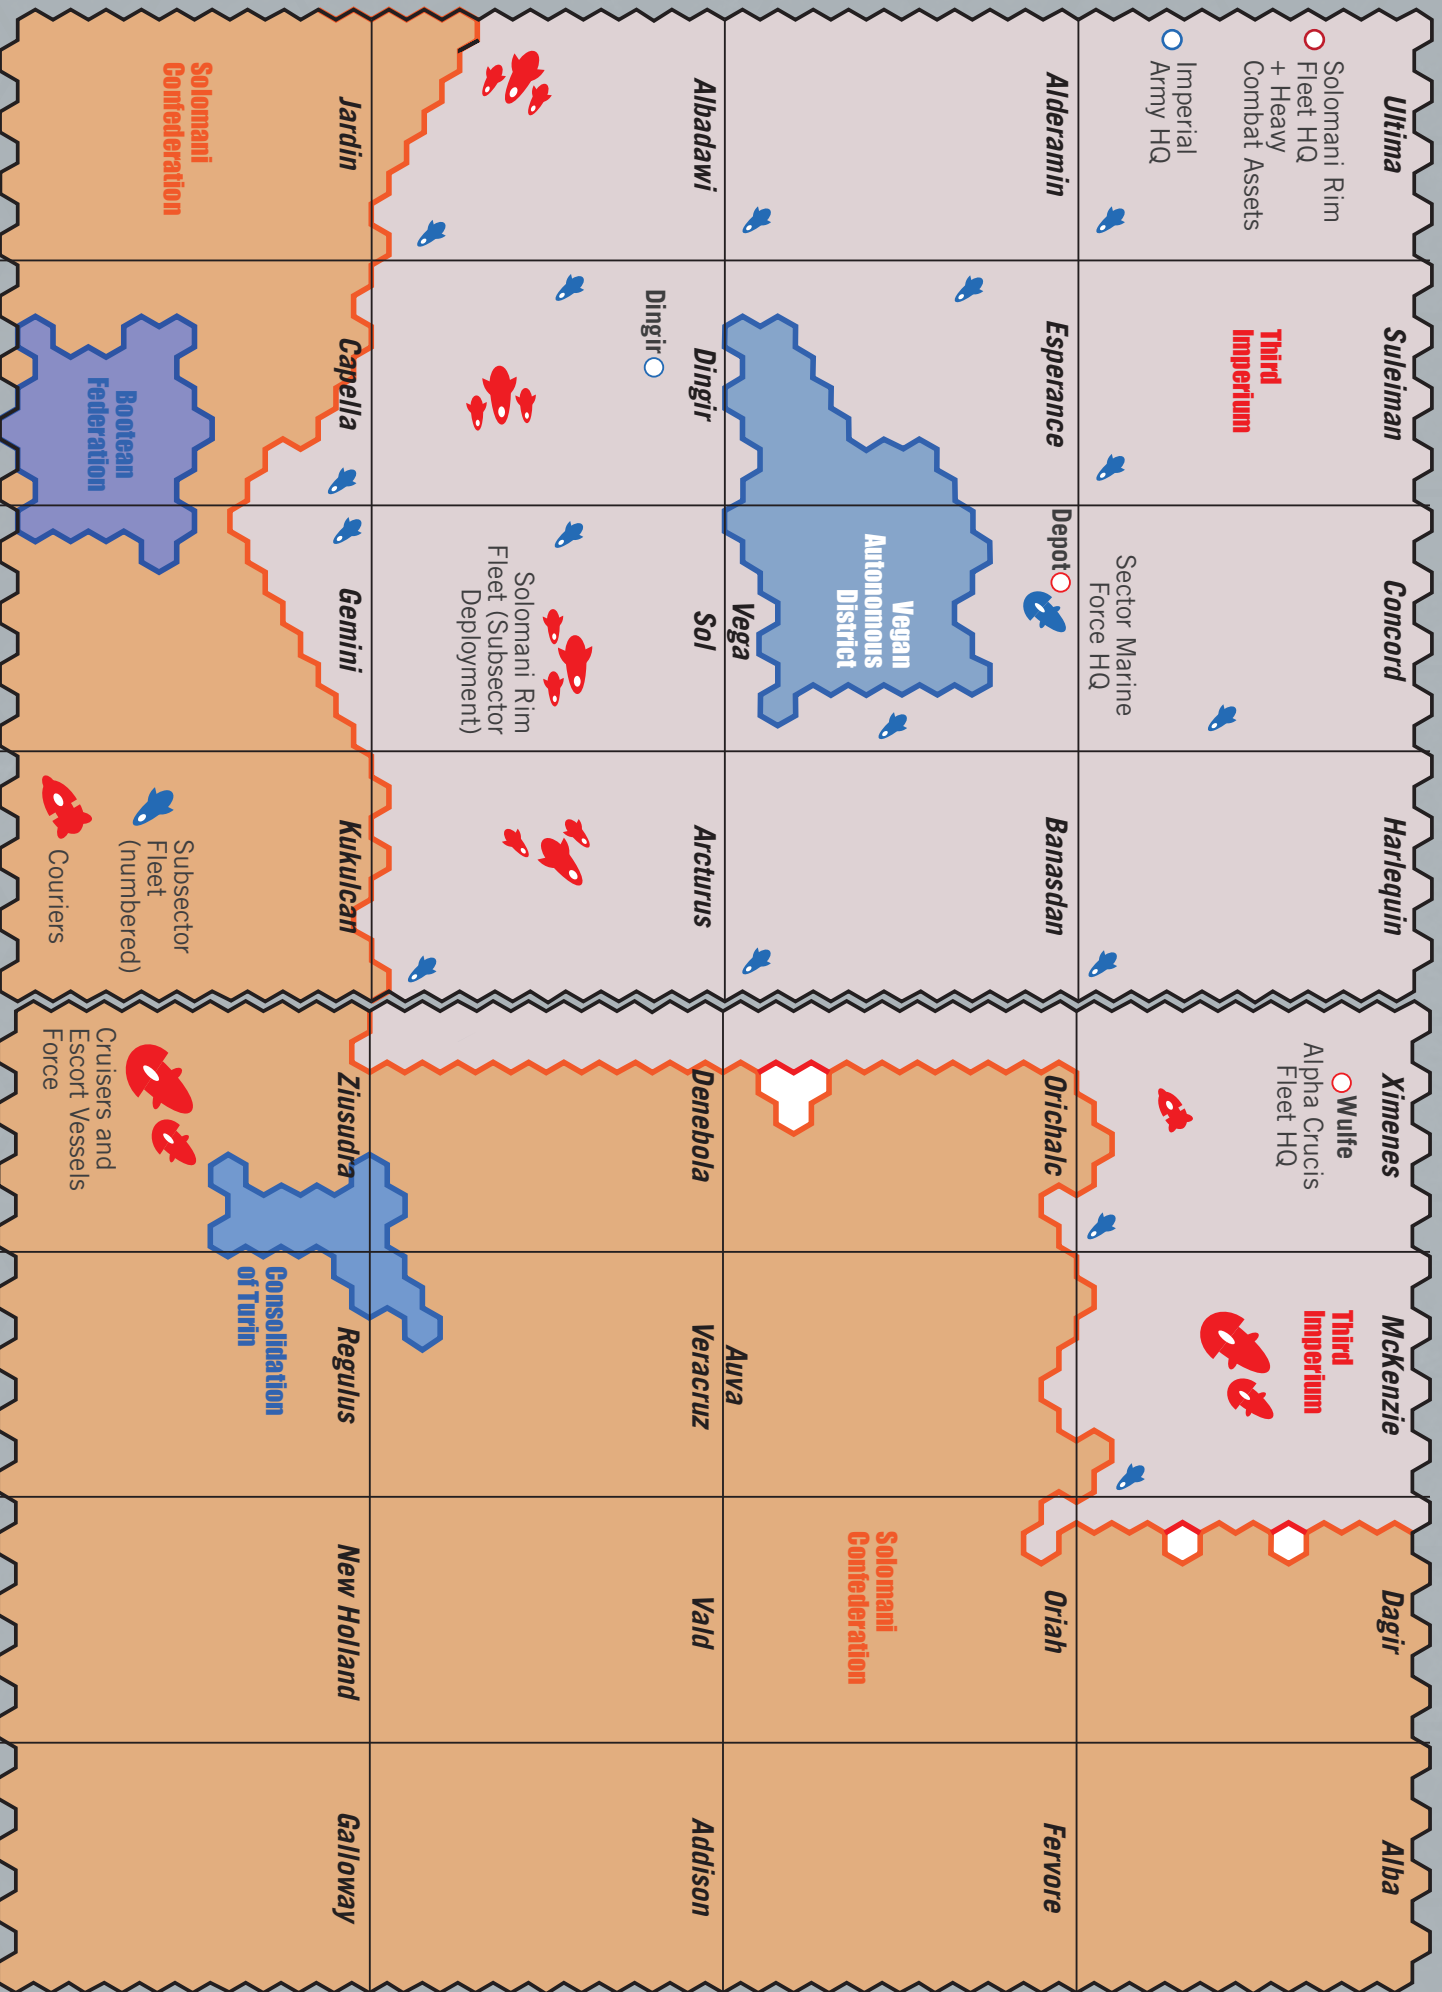 Ultima
Solomani Rim
Fleet HQ
+ Heavy
Combat Assets
Imperial
Army HQ
Suleiman
Third
Imperium
Concord
Sector Marine
Force HQ
Harlequin
Ximenes
Wulfe
Alpha Crucis
Fleet HQ
McKenzie
Third
Imperium
Dagir
Alba
Alderamin
Esperance
Depot
Vegan
Autonomous
District
Vega
Banasdan
Orichalc
Auva
Oriah
Solomani
Confederation
Fervore
Albadawi
Dingir
Dingir
Sol
Solomani Rim
Fleet (Subsector
Deployment)
Arcturus
Denebola
Veracruz
Vald
Addison
Jardin
Solomani
Confederation
Capella
Bootean
Federation
Gemini
Kukulcan
Subsector
Fleet
(numbered)
Couriers
Ziusudra
Cruisers and
Escort Vessels
Force
Regulus
Consolidation
of Turin
New Holland
Galloway